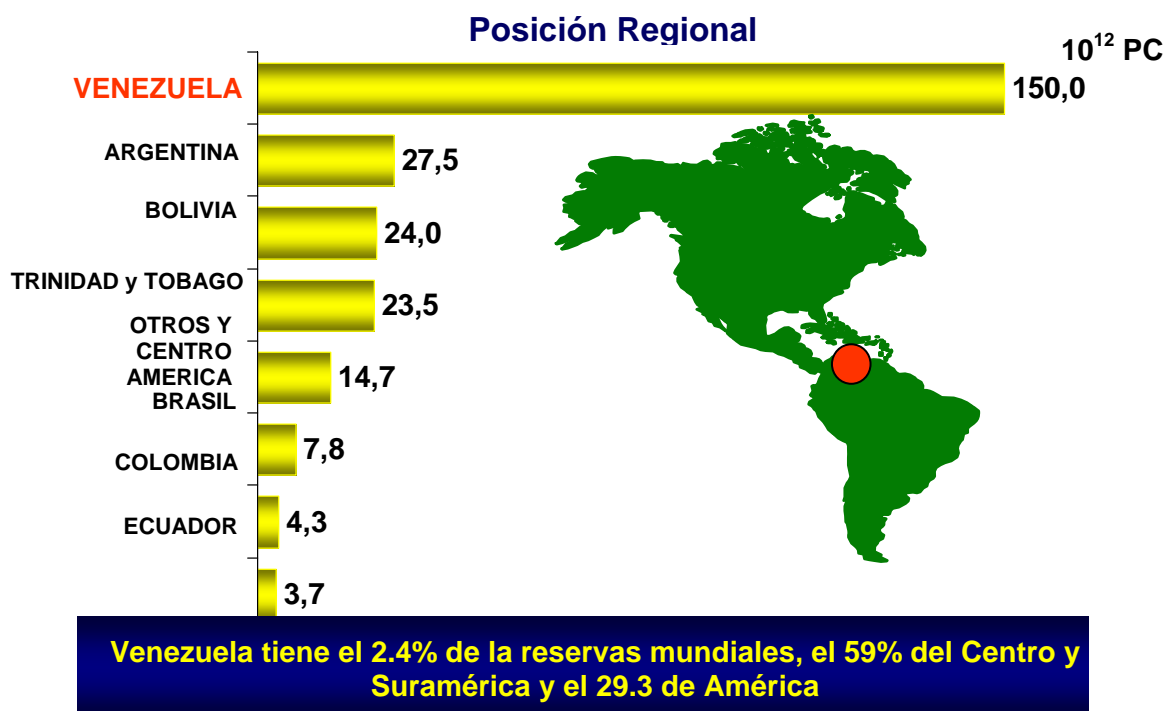 Posición Regional
10¹² PC
VENEZUELA
150,0
ARGENTINA
27,5
BOLIVIA
24,0
TRINIDAD y TOBAGO
23,5
OTROS Y
CENTRO
AMERICA
BRASIL
14,7
7,8
COLOMBIA
4,3
ECUADOR
3,7
Venezuela tiene el 2.4% de la reservas mundiales, el 59% del Centro y
Suramérica y el 29.3 de América